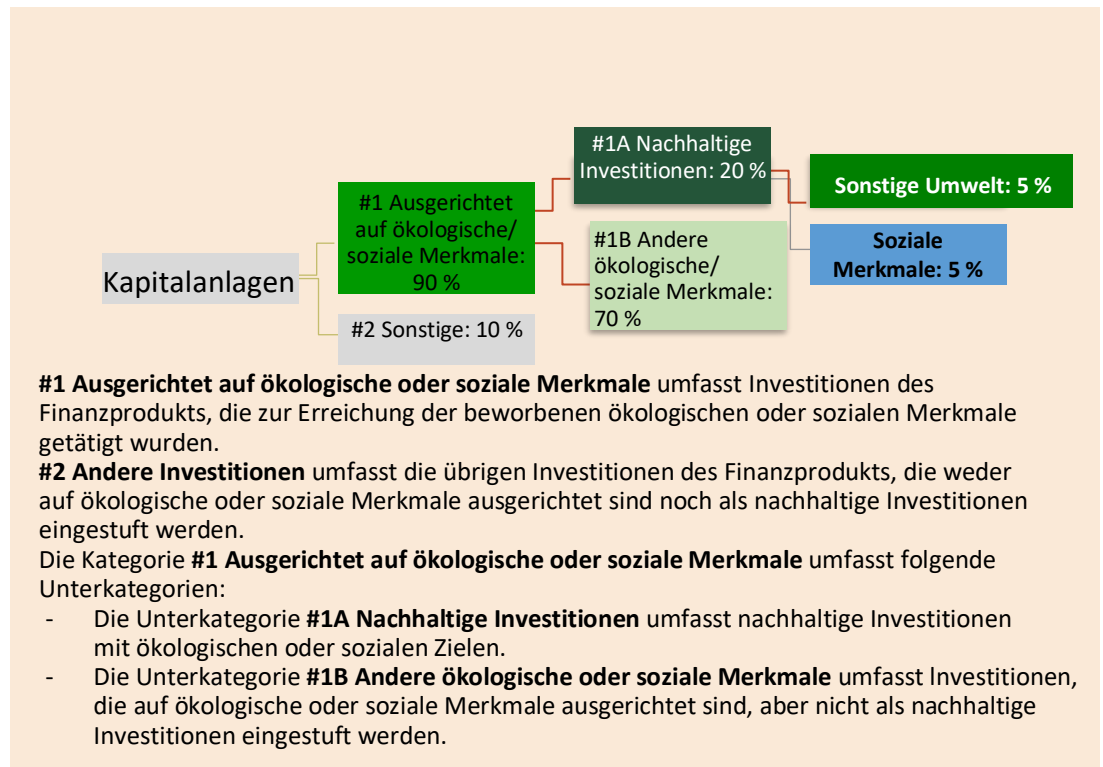 #1A Nachhaltige
Investitionen: 20 %
Sonstige Umwelt: 5 %
#1 Ausgerichtet
auf ökologische/
soziale Merkmale:
90 %
#1B Andere
ökologische/
soziale Merkmale:
70 %
Soziale
Merkmale: 5 %
Kapitalanlagen
#2 Sonstige: 10 %
#1 Ausgerichtet auf ökologische oder soziale Merkmale umfasst Investitionen des
Finanzprodukts, die zur Erreichung der beworbenen ökologischen oder sozialen Merkmale
getätigt wurden.
#2 Andere Investitionen umfasst die übrigen Investitionen des Finanzprodukts, die weder
auf ökologische oder soziale Merkmale ausgerichtet sind noch als nachhaltige Investitionen
eingestuft werden.
Die Kategorie #1 Ausgerichtet auf ökologische oder soziale Merkmale umfasst folgende
Unterkategorien:
- Die Unterkategorie #1A Nachhaltige Investitionen umfasst nachhaltige Investitionen
mit ökologischen oder sozialen Zielen.
- Die Unterkategorie #1B Andere ökologische oder soziale Merkmale umfasst Investitionen,
die auf ökologische oder soziale Merkmale ausgerichtet sind, aber nicht als nachhaltige
Investitionen eingestuft werden.